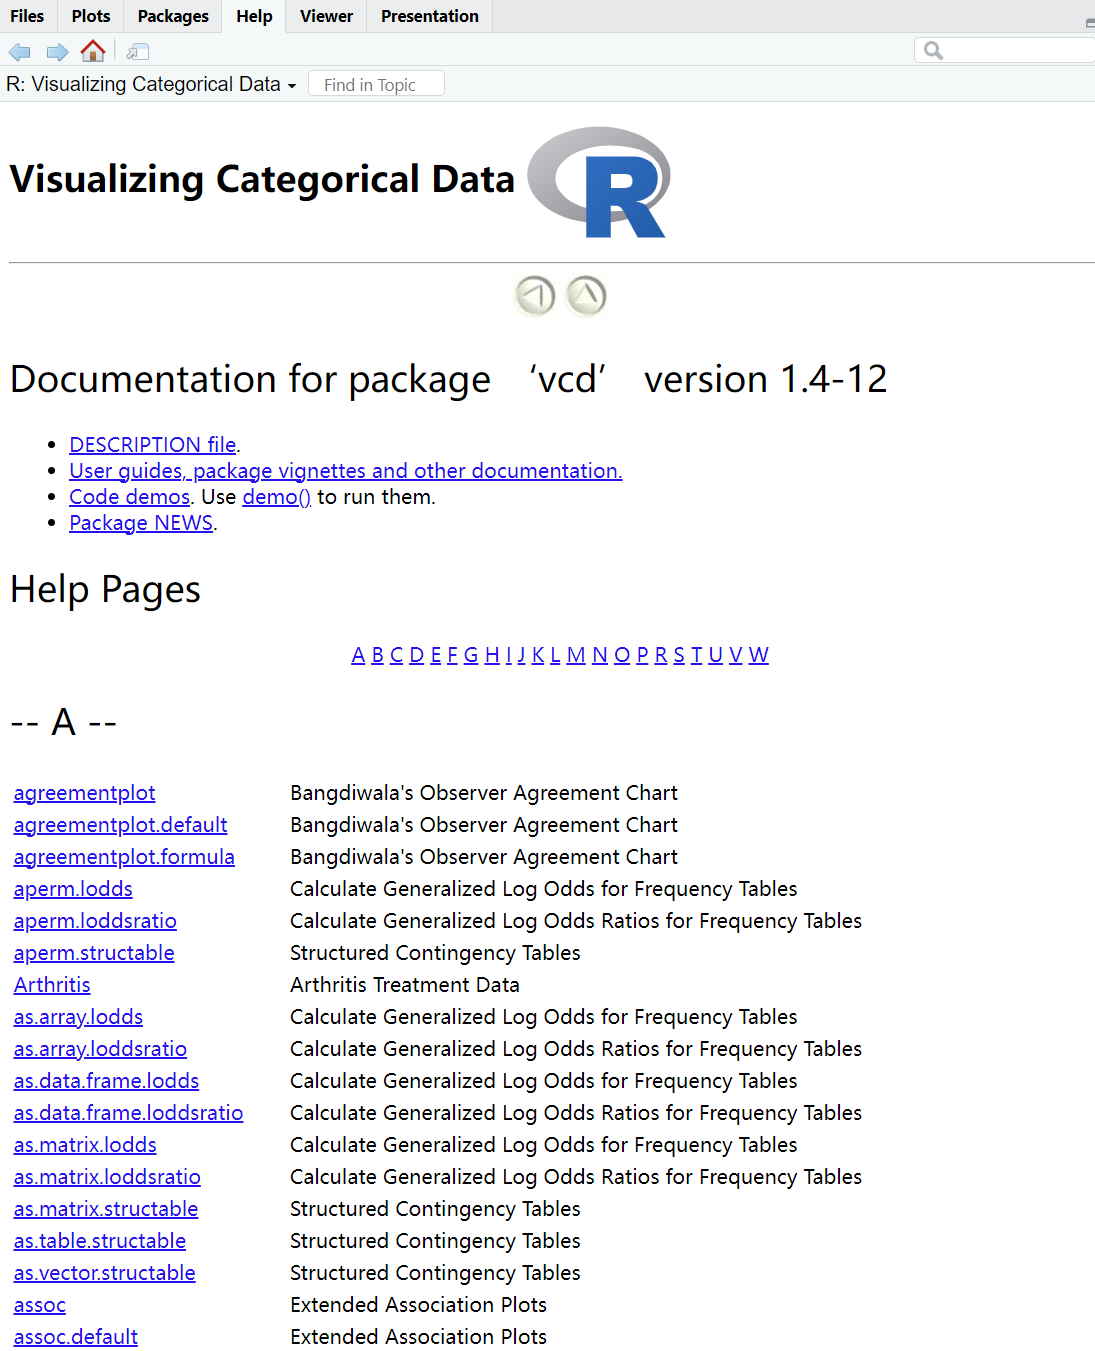 Files Plots Packages Help Viewer Presentation
R: Visualizing Categorical Data Find in Topic
Visualizing Categorical Data R
Documentation for package ‘vcd’ version 1.4-12
• DESCRIPTION file.
• User guides, package vignettes and other documentation.
• Code demos. Use demo() to run them.
• Package NEWS.
Help Pages
A B C D E F G H I J K L M N O P R S T U V W
-- A --
agreementplot Bangdiwala's Observer Agreement Chart
agreementplot.default Bangdiwala's Observer Agreement Chart
agreementplot.formula Bangdiwala's Observer Agreement Chart
aperm.lodds Calculate Generalized Log Odds for Frequency Tables
aperm.loddsratio Calculate Generalized Log Odds Ratios for Frequency Tables
aperm.structable Structured Contingency Tables
Arthritis Arthritis Treatment Data
as.array.lodds Calculate Generalized Log Odds for Frequency Tables
as.array.loddsratio Calculate Generalized Log Odds Ratios for Frequency Tables
as.data.frame.lodds Calculate Generalized Log Odds for Frequency Tables
as.data.frame.loddsratio Calculate Generalized Log Odds Ratios for Frequency Tables
as.matrix.lodds Calculate Generalized Log Odds for Frequency Tables
as.matrix.loddsratio Calculate Generalized Log Odds Ratios for Frequency Tables
as.matrix.structable Structured Contingency Tables
as.table.structable Structured Contingency Tables
as.vector.structable Structured Contingency Tables
assoc Extended Association Plots
assoc.default Extended Association Plots